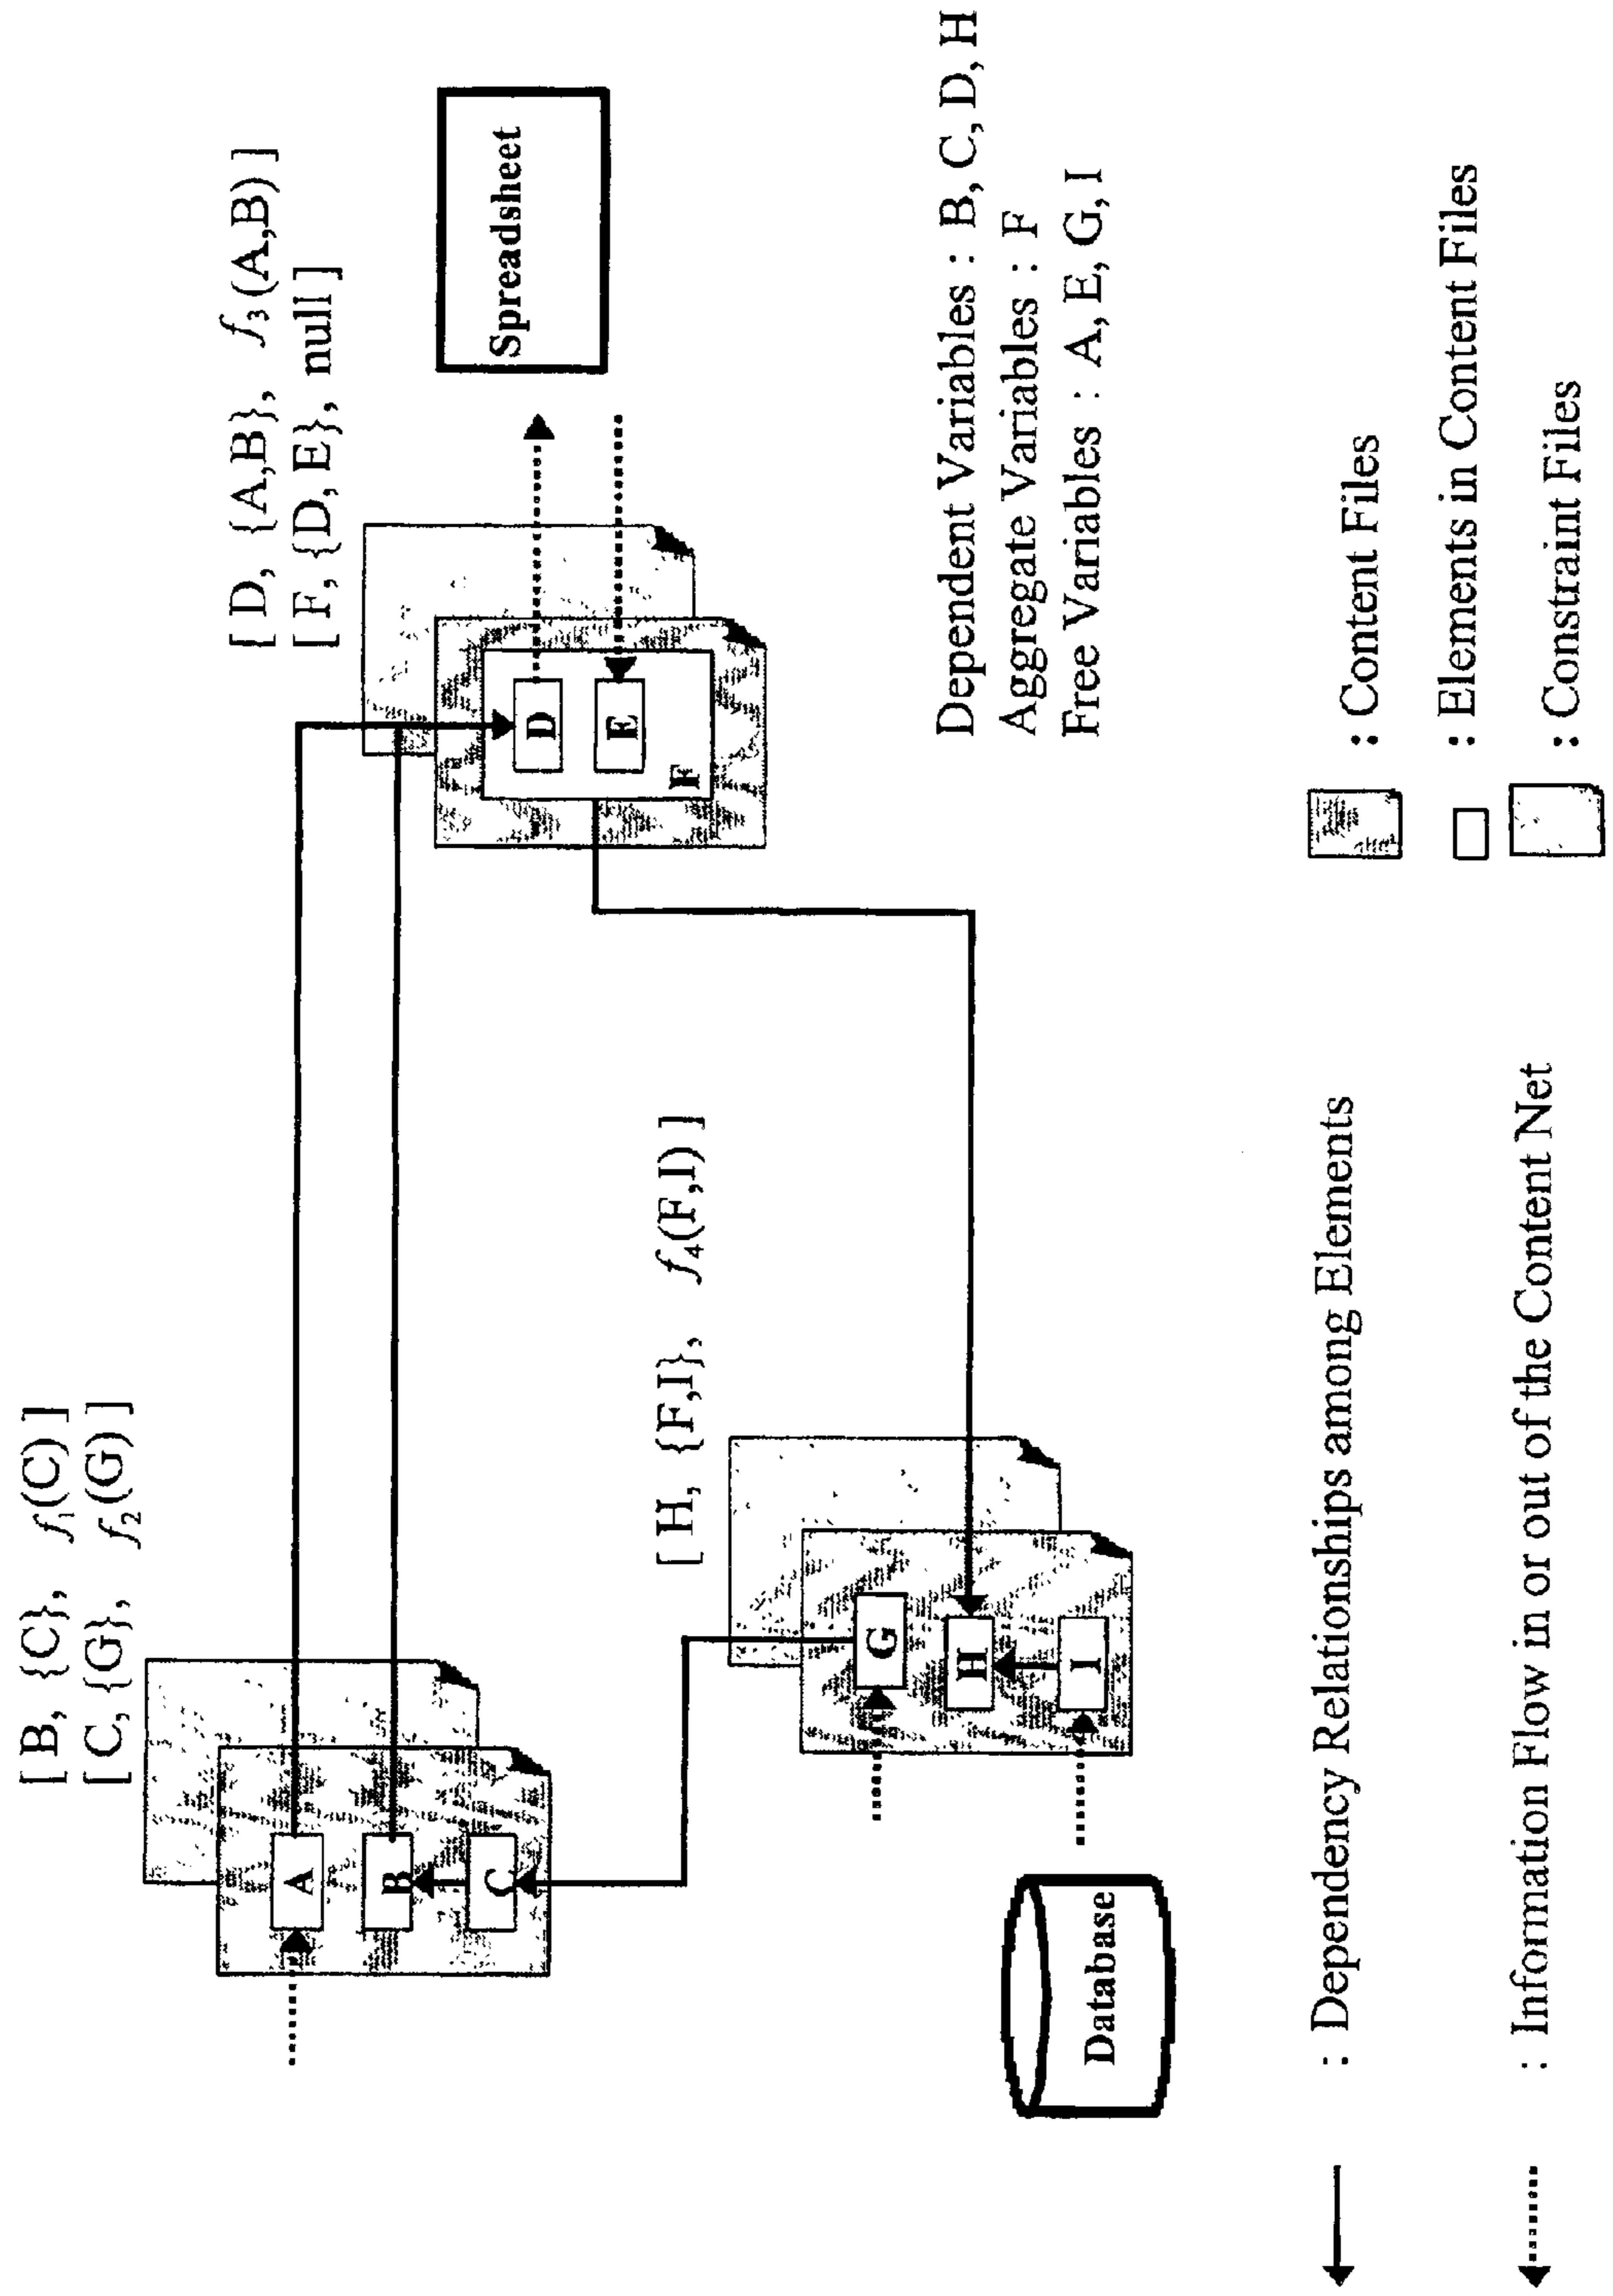 [ B, {C}, f₁(C) ]
[ C, {G}, f₂(G) ]
[ D, {A,B}, f₃(A,B) ]
[ F, {D,E}, null ]
A
B
C
D
E
F
Spreadsheet
[ H, {F,I}, f₄(F,I) ]
G
H
I
Database
Dependent Variables : B, C, D, H
Aggregate Variables : F
Free Variables : A, E, G, I
: Dependency Relationships among Elements
: Information Flow in or out of the Content Net
: Content Files
: Elements in Content Files
: Constraint Files